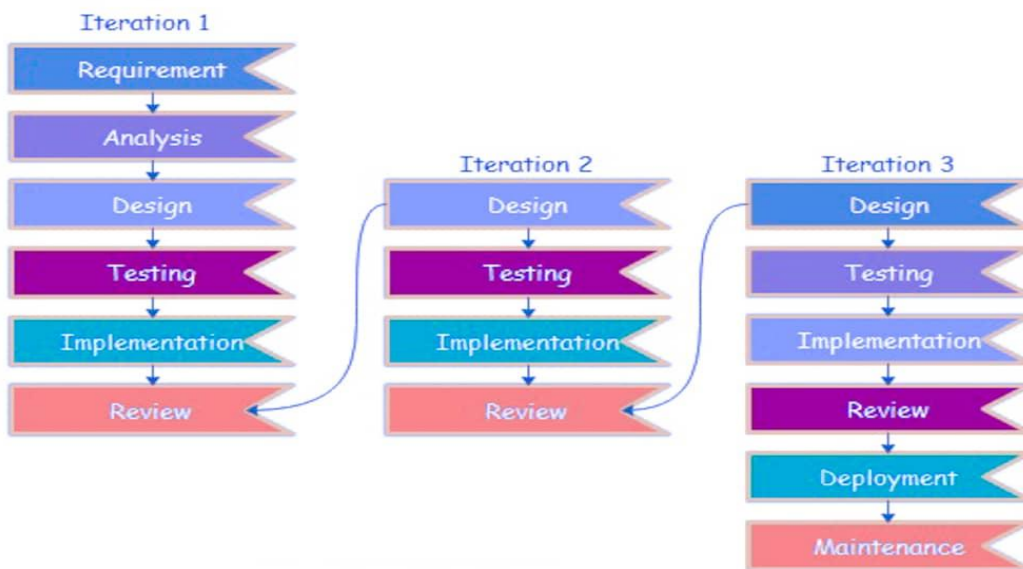 Iteration 1
Requirement
Analysis
Design
Testing
Implementation
Review
Iteration 2
Design
Testing
Implementation
Review
Iteration 3
Design
Testing
Implementation
Review
Deployment
Maintenance